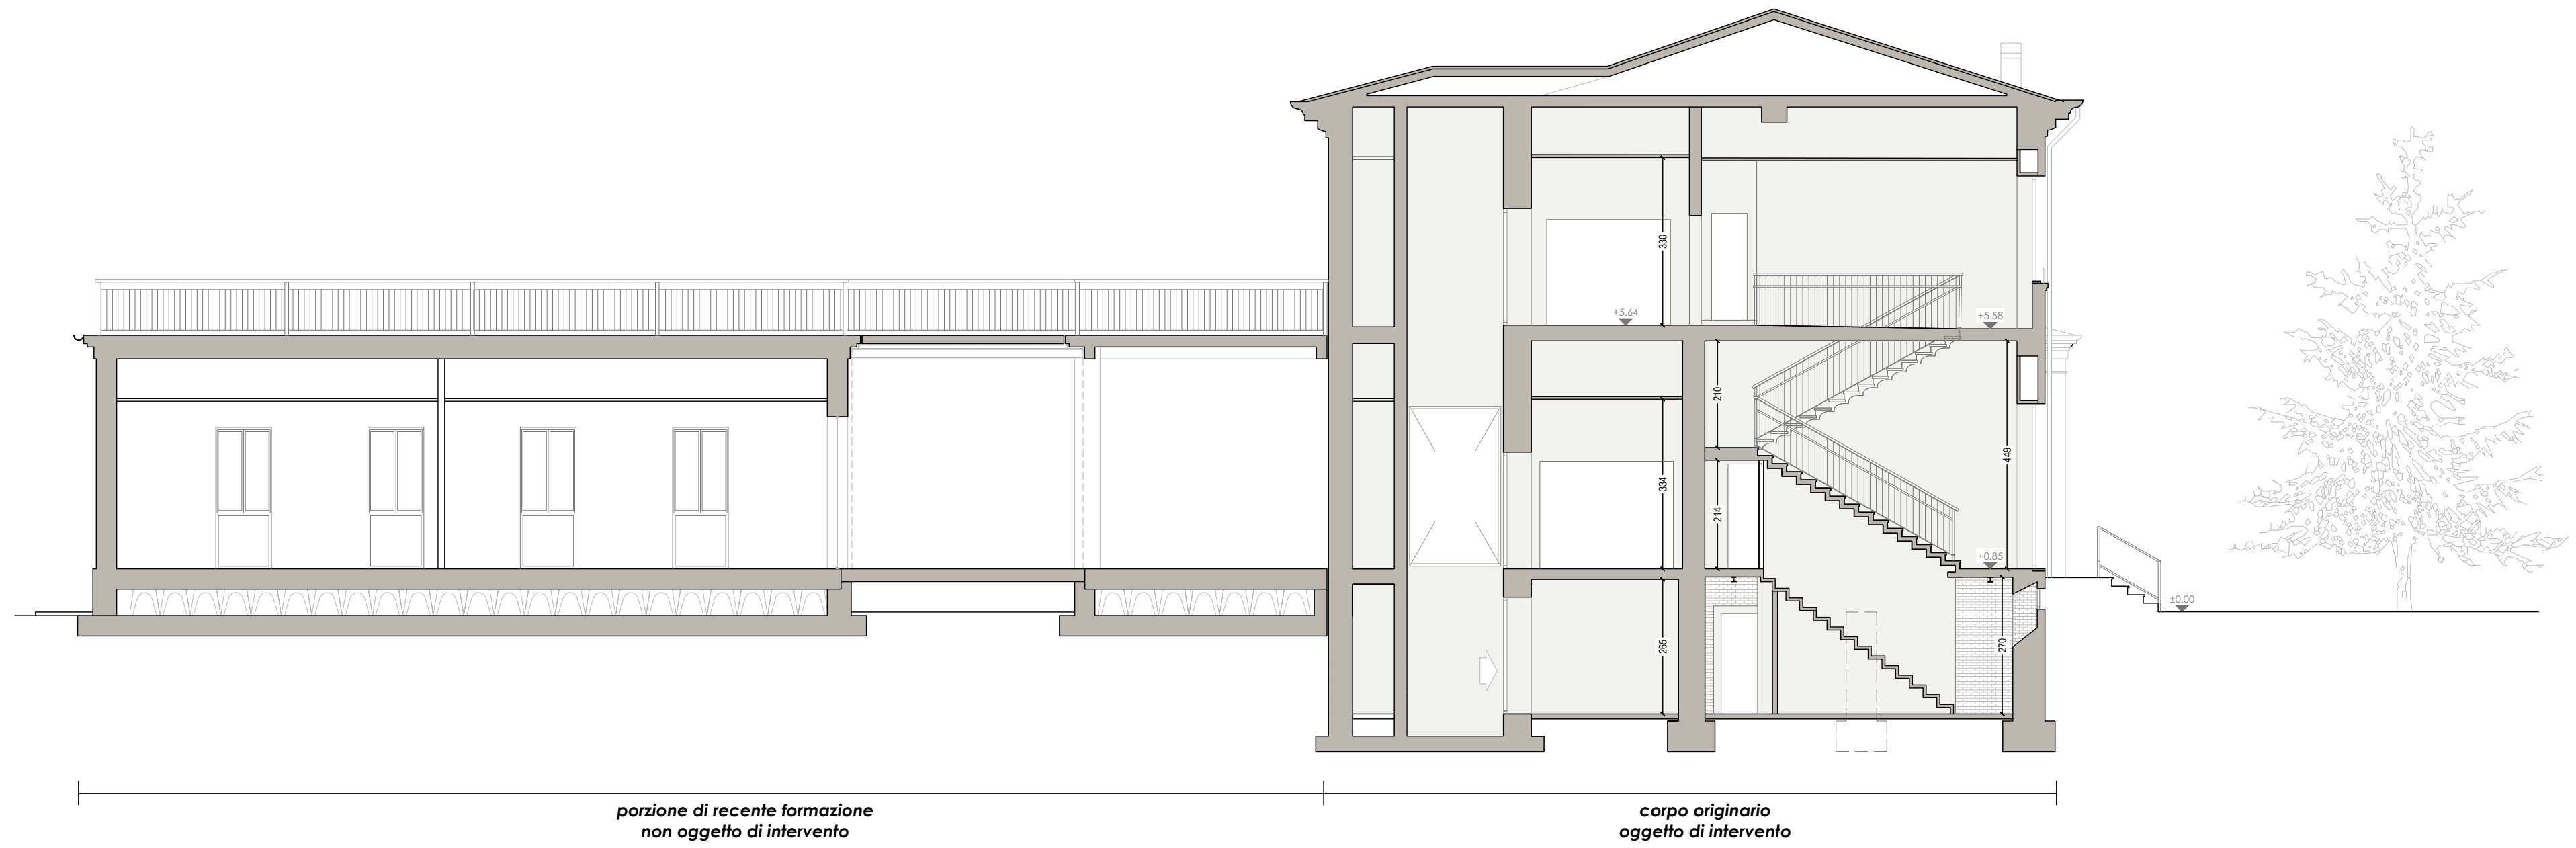 +5.64
+5.58
330
210
449
334
214
+0.85
±0.00
265
270
porzione di recente formazione
non oggetto di intervento
corpo originario
oggetto di intervento